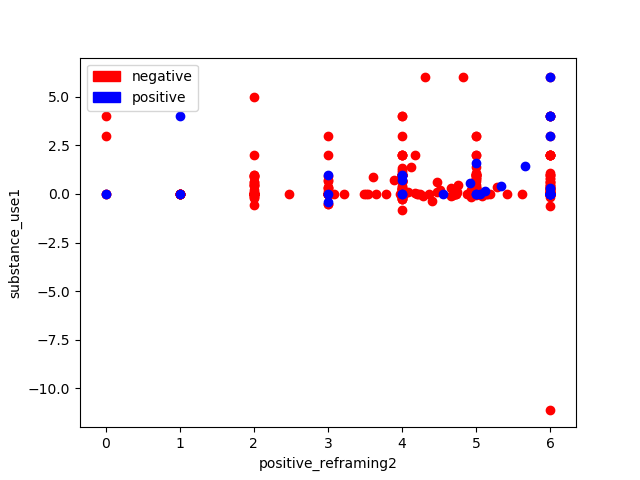 negative
positive
5.0
2.5
0.0
−2.5
−5.0
−7.5
−10.0
substance_use1
0 1 2 3 4 5 6
positive_reframing2